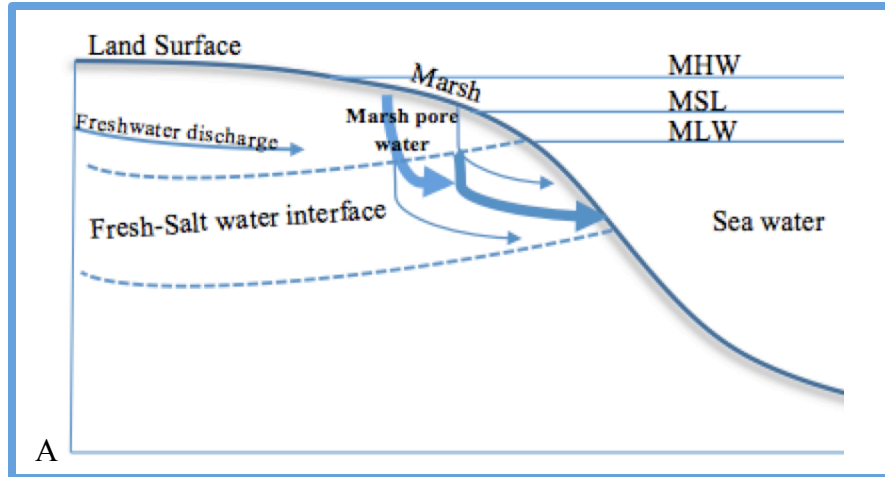 Land Surface
MHW
Marsh
MSL
Marsh pore
water
Freshwater discharge
MLW
Fresh-Salt water interface
Sea water
A